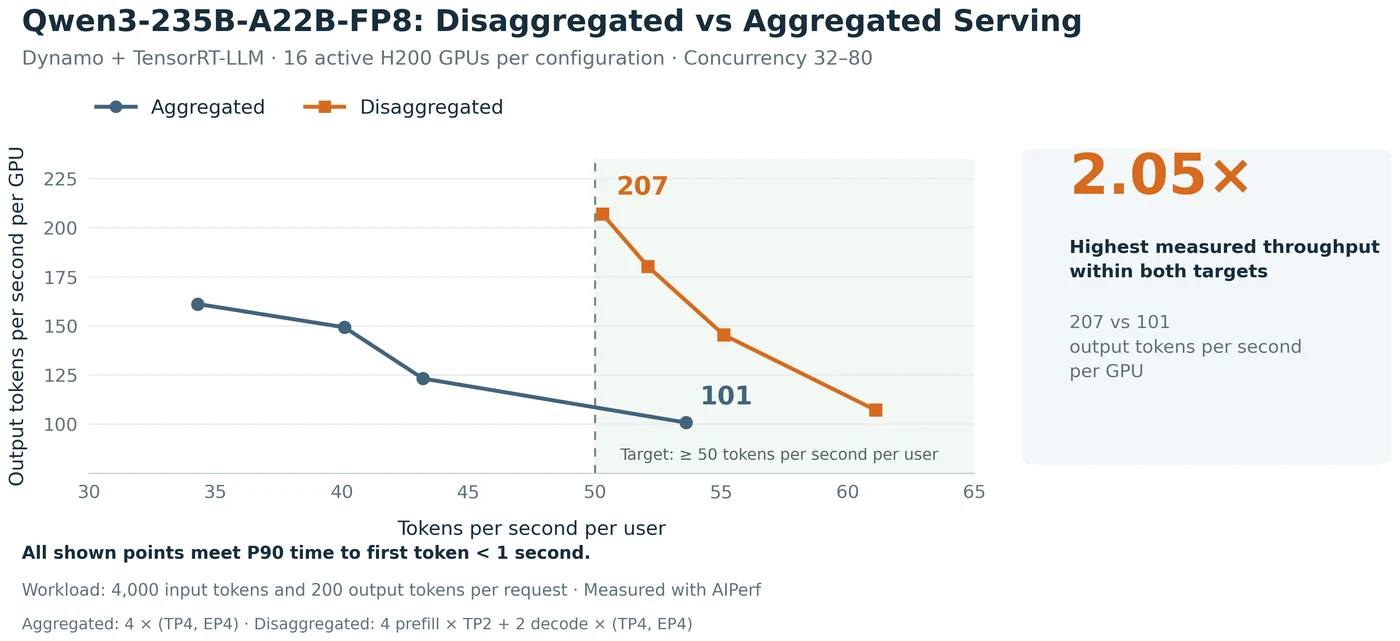 Qwen3-235B-A22B-FP8: Disaggregated vs Aggregated Serving
Dynamo + TensorRT-LLM · 16 active H200 GPUs per configuration · Concurrency 32–80
Aggregated
Disaggregated
Output tokens per second per GPU
225
200
175
150
125
100
207
101
Target: ≥ 50 tokens per second per user
30 35 40 45 50 55 60 65
Tokens per second per user
2.05×
Highest measured throughput
within both targets
207 vs 101
output tokens per second
per GPU
All shown points meet P90 time to first token < 1 second.
Workload: 4,000 input tokens and 200 output tokens per request · Measured with AIPerf
Aggregated: 4 × (TP4, EP4) · Disaggregated: 4 prefill × TP2 + 2 decode × (TP4, EP4)